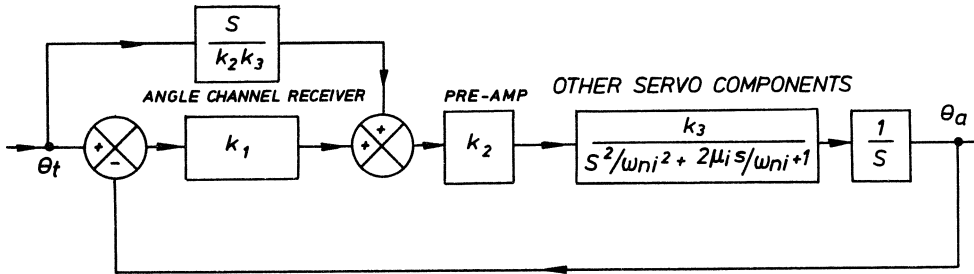 S
k₂k₃
ANGLE CHANNEL RECEIVER
PRE-AMP
OTHER SERVO COMPONENTS
θₐ
θₜ
+
-
k₁
+
+
k₂
k₃
S²/ωni² + 2μᵢs/ωni +1
1
S